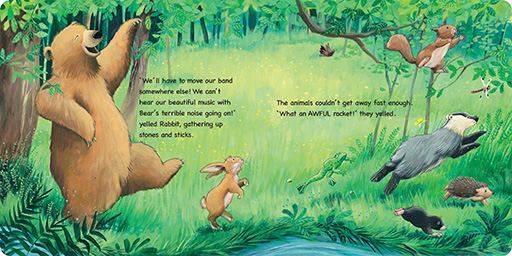 'We'll have to move our band
somewhere else! We can't
hear our beautiful music with
Bear's terrible noise going on!'
yelled Rabbit, gathering up
stones and sticks.
The animals couldn't get away fast enough.
'What an AWFUL racket!' they yelled.